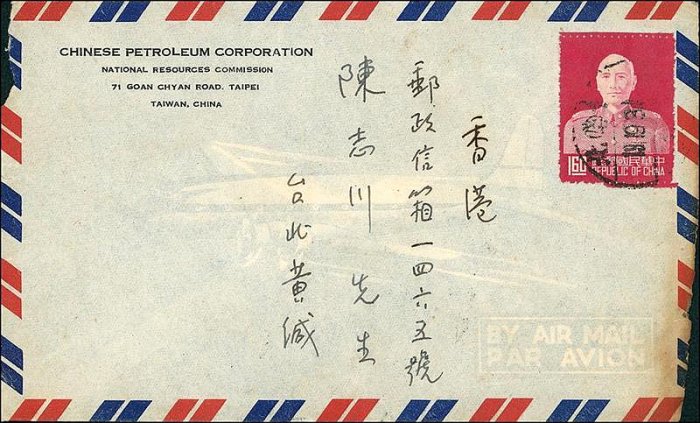 CHINESE PETROLEUM CORPORATION
NATIONAL RESOURCES COMMISSION
71 GOAN CHYAN ROAD. TAIPEI
TAIWAN, CHINA
香港
郵政信箱一四六五號
陳志川先生
台北黃緘
160
中華民國
REPUBLIC OF CHINA
BY AIR MAIL
PAR AVION